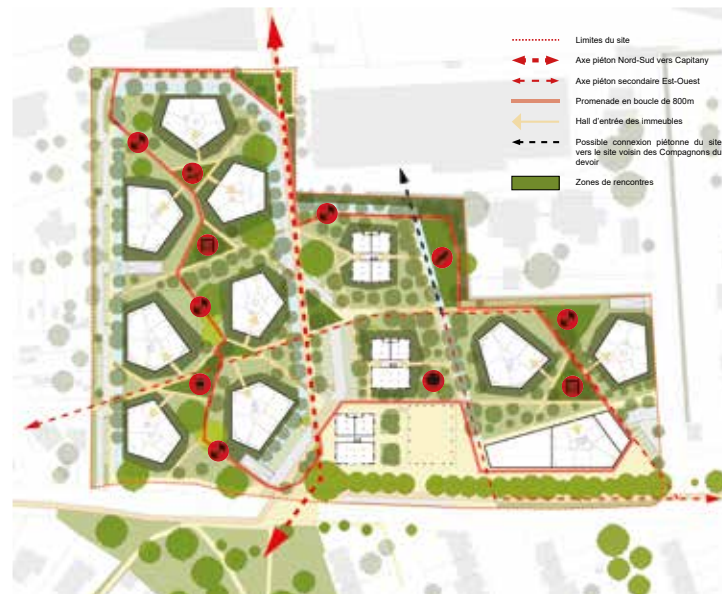 Limites du site
Axe piéton Nord-Sud vers Capitany
Axe piéton secondaire Est-Ouest
Promenade en boucle de 800m
Hall d'entrée des immeubles
Possible connexion piétonne du site
vers le site voisin des Compagnons du
devoir
Zones de rencontres